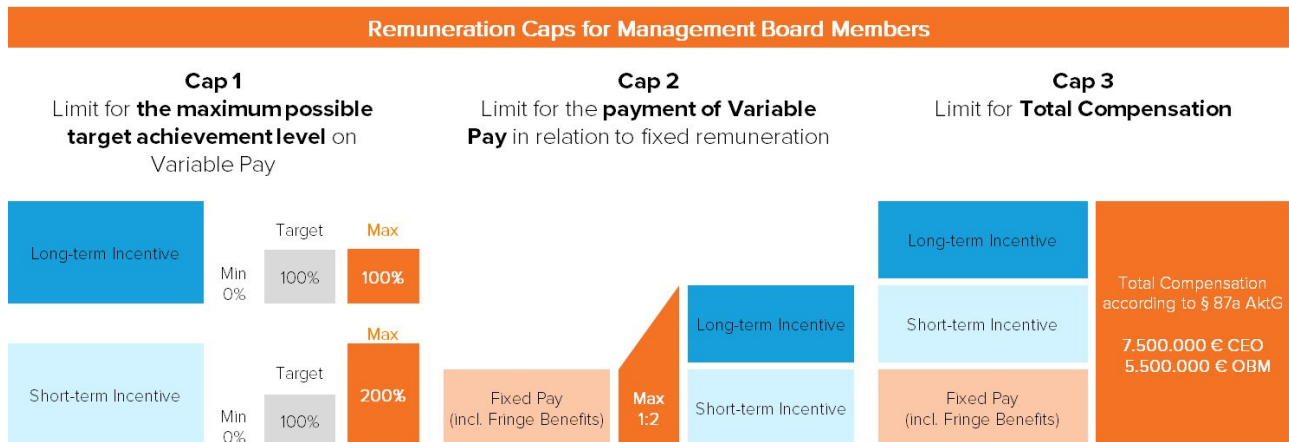 Remuneration Caps for Management Board Members
Cap 1
Limit for the maximum possible
target achievement level on
Variable Pay
Long-term Incentive
Min
0%
Target
100%
Max
100%
Short-term Incentive
Min
0%
Target
100%
Max
200%
Cap 2
Limit for the payment of Variable
Pay in relation to fixed remuneration
Fixed Pay
(incl. Fringe Benefits)
Max
1:2
Long-term Incentive
Short-term Incentive
Cap 3
Limit for Total Compensation
Long-term Incentive
Short-term Incentive
Fixed Pay
(incl. Fringe Benefits)
Total Compensation
according to § 87a AktG
7.500.000 € CEO
5.500.000 € OBM